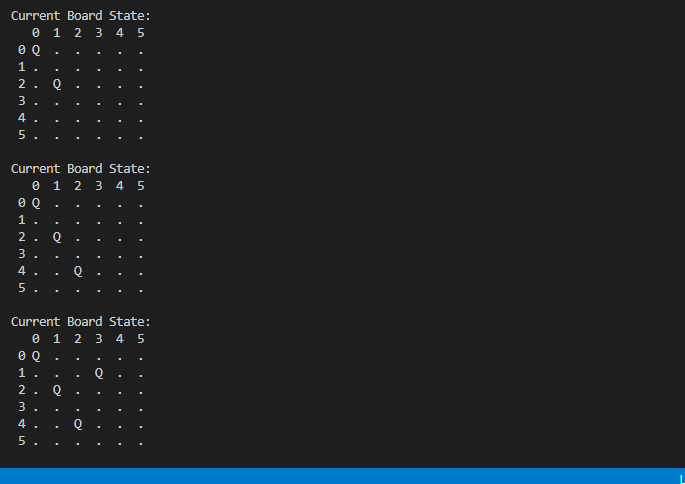 Current Board State:
   0  1  2  3  4  5
 0 Q  .  .  .  .  .
 1 .  .  .  .  .  .
 2 .  Q  .  .  .  .
 3 .  .  .  .  .  .
 4 .  .  .  .  .  .
 5 .  .  .  .  .  .

Current Board State:
   0  1  2  3  4  5
 0 Q  .  .  .  .  .
 1 .  .  .  .  .  .
 2 .  Q  .  .  .  .
 3 .  .  .  .  .  .
 4 .  .  Q  .  .  .
 5 .  .  .  .  .  .

Current Board State:
   0  1  2  3  4  5
 0 Q  .  .  .  .  .
 1 .  .  .  Q  .  .
 2 .  Q  .  .  .  .
 3 .  .  .  .  .  .
 4 .  .  Q  .  .  .
 5 .  .  .  .  .  .